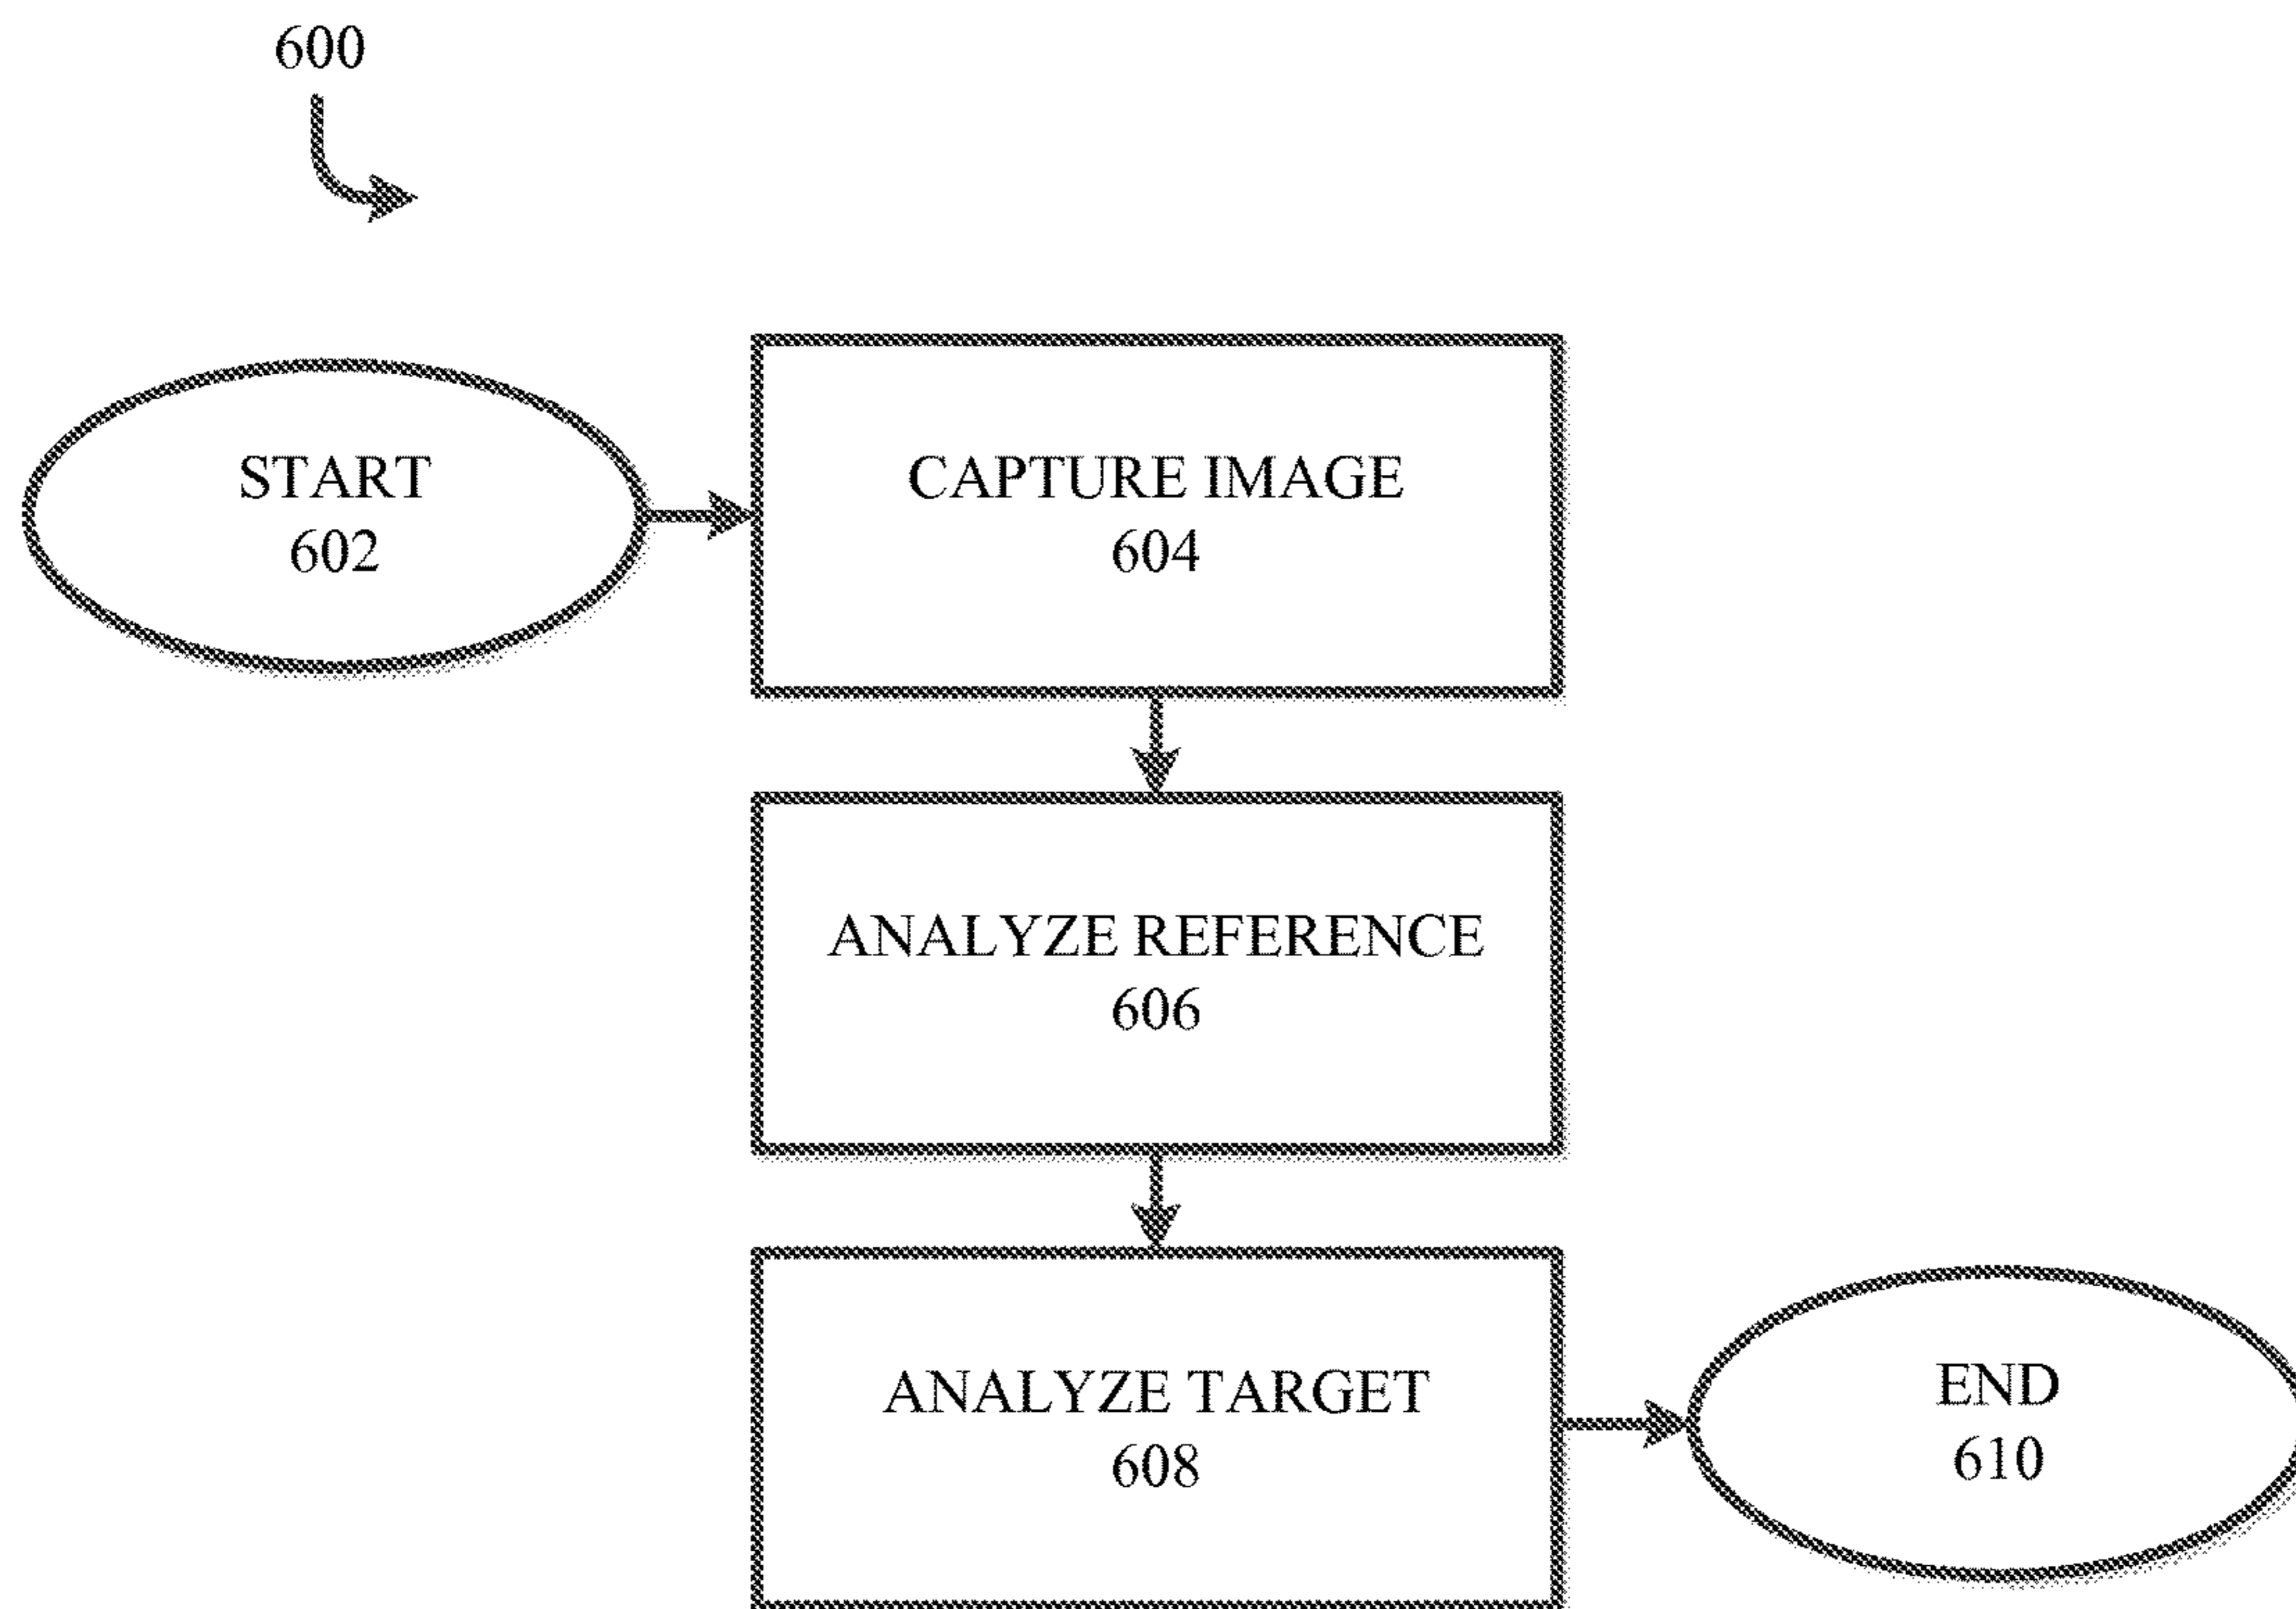 600
START
602
CAPTURE IMAGE
604
ANALYZE REFERENCE
606
ANALYZE TARGET
608
END
610